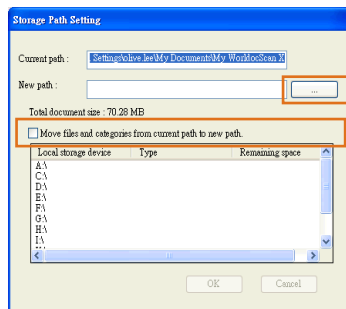 Storage Path Setting
Current path : Settings\olive.lee\My Documents\My WorldocScan X
New path : ...
Total document size : 70.28 MB
Move files and categories from current path to new path.
Local storage device Type Remaining space
A:\
C:\
D:\
E:\
F:\
G:\
H:\
I:\
OK Cancel